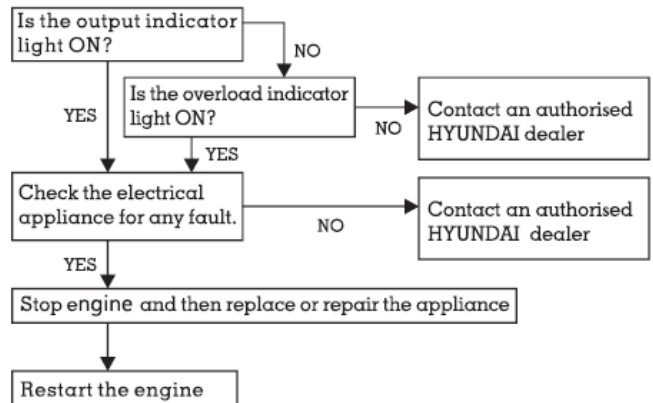 Is the output indicator
light ON?
NO
Is the overload indicator
light ON?
YES
NO
Contact an authorised
HYUNDAI dealer
YES
Check the electrical
appliance for any fault.
NO
Contact an authorised
HYUNDAI dealer
YES
Stop engine and then replace or repair the appliance
Restart the engine